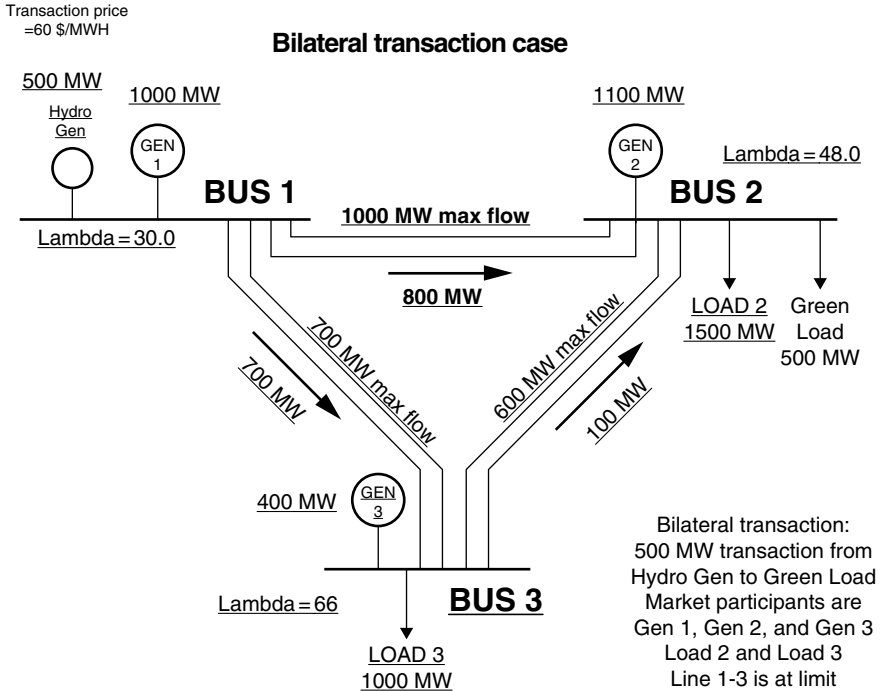 Transaction price
=60 $/MWH
Bilateral transaction case
500 MW
Hydro
Gen
1000 MW
GEN
1
1100 MW
GEN
2
Lambda = 48.0
BUS 1
BUS 2
Lambda = 30.0
1000 MW max flow
800 MW
LOAD 2
1500 MW
Green
Load
500 MW
700 MW max flow
700 MW
600 MW max flow
100 MW
400 MW
GEN
3
Lambda = 66
BUS 3
LOAD 3
1000 MW
Bilateral transaction:
500 MW transaction from
Hydro Gen to Green Load
Market participants are
Gen 1, Gen 2, and Gen 3
Load 2 and Load 3
Line 1-3 is at limit